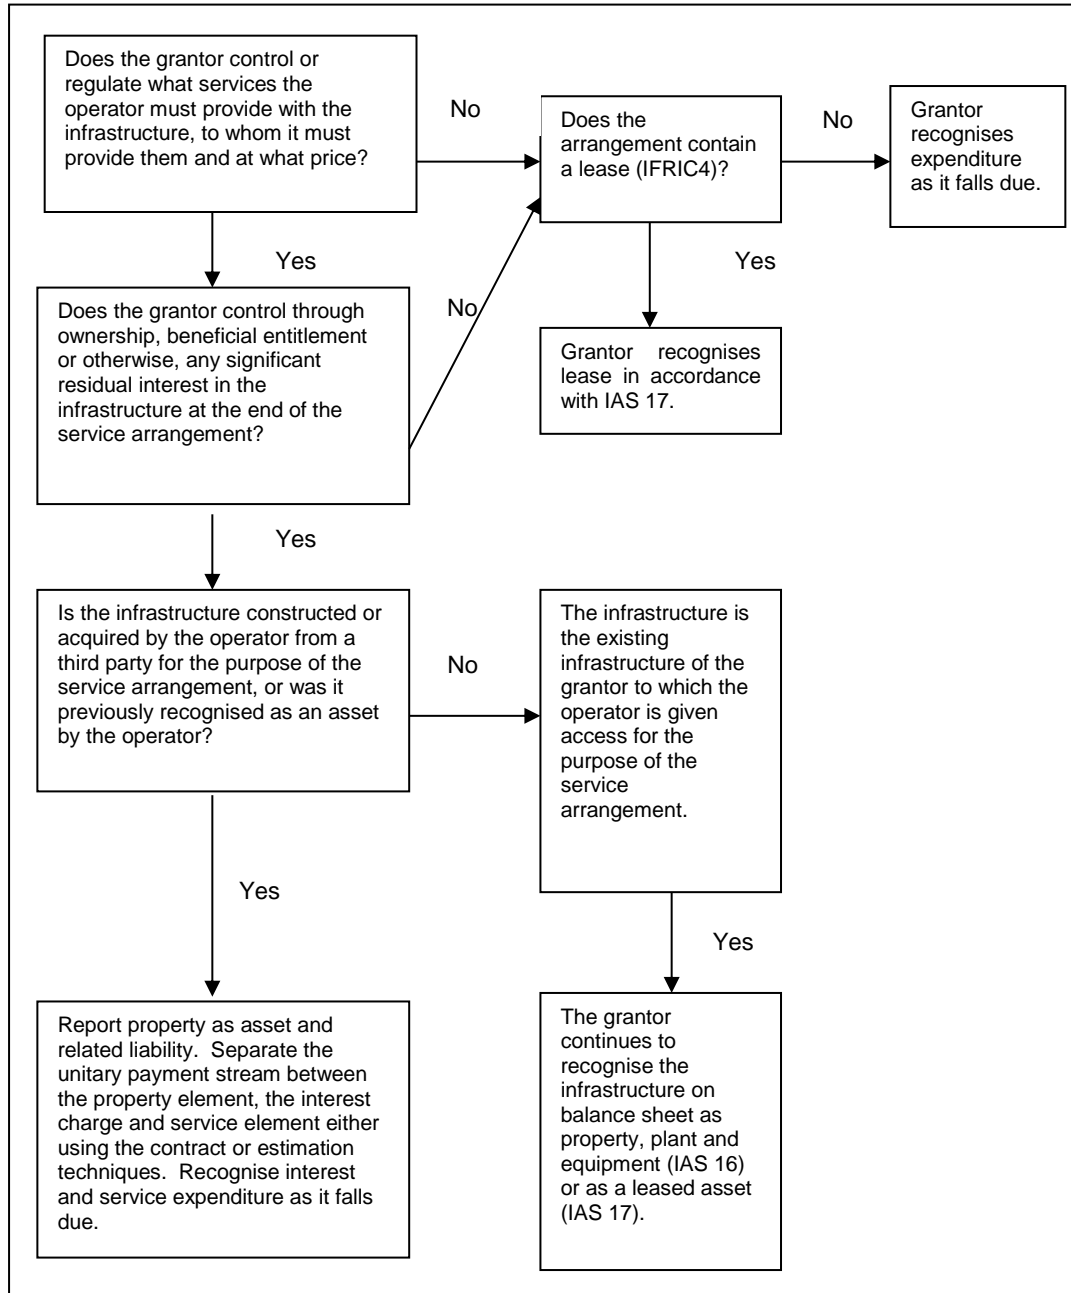 Does the grantor control or
regulate what services the
operator must provide with the
infrastructure, to whom it must
provide them and at what price?
No
Does the
arrangement contain
a lease (IFRIC4)?
No
Grantor
recognises
expenditure
as it falls due.
Yes
Yes
Does the grantor control through
ownership, beneficial entitlement
or otherwise, any significant
residual interest in the
infrastructure at the end of the
service arrangement?
No
Grantor recognises
lease in accordance
with IAS 17.
Yes
Is the infrastructure constructed or
acquired by the operator from a
third party for the purpose of the
service arrangement, or was it
previously recognised as an asset
by the operator?
No
The infrastructure is
the existing
infrastructure of the
grantor to which the
operator is given
access for the
purpose of the
service
arrangement.
Yes
Yes
Report property as asset and
related liability.  Separate the
unitary payment stream between
the property element, the interest
charge and service element either
using the contract or estimation
techniques.  Recognise interest
and service expenditure as it falls
due.
The grantor
continues to
recognise the
infrastructure on
balance sheet as
property, plant and
equipment (IAS 16)
or as a leased asset
(IAS 17).